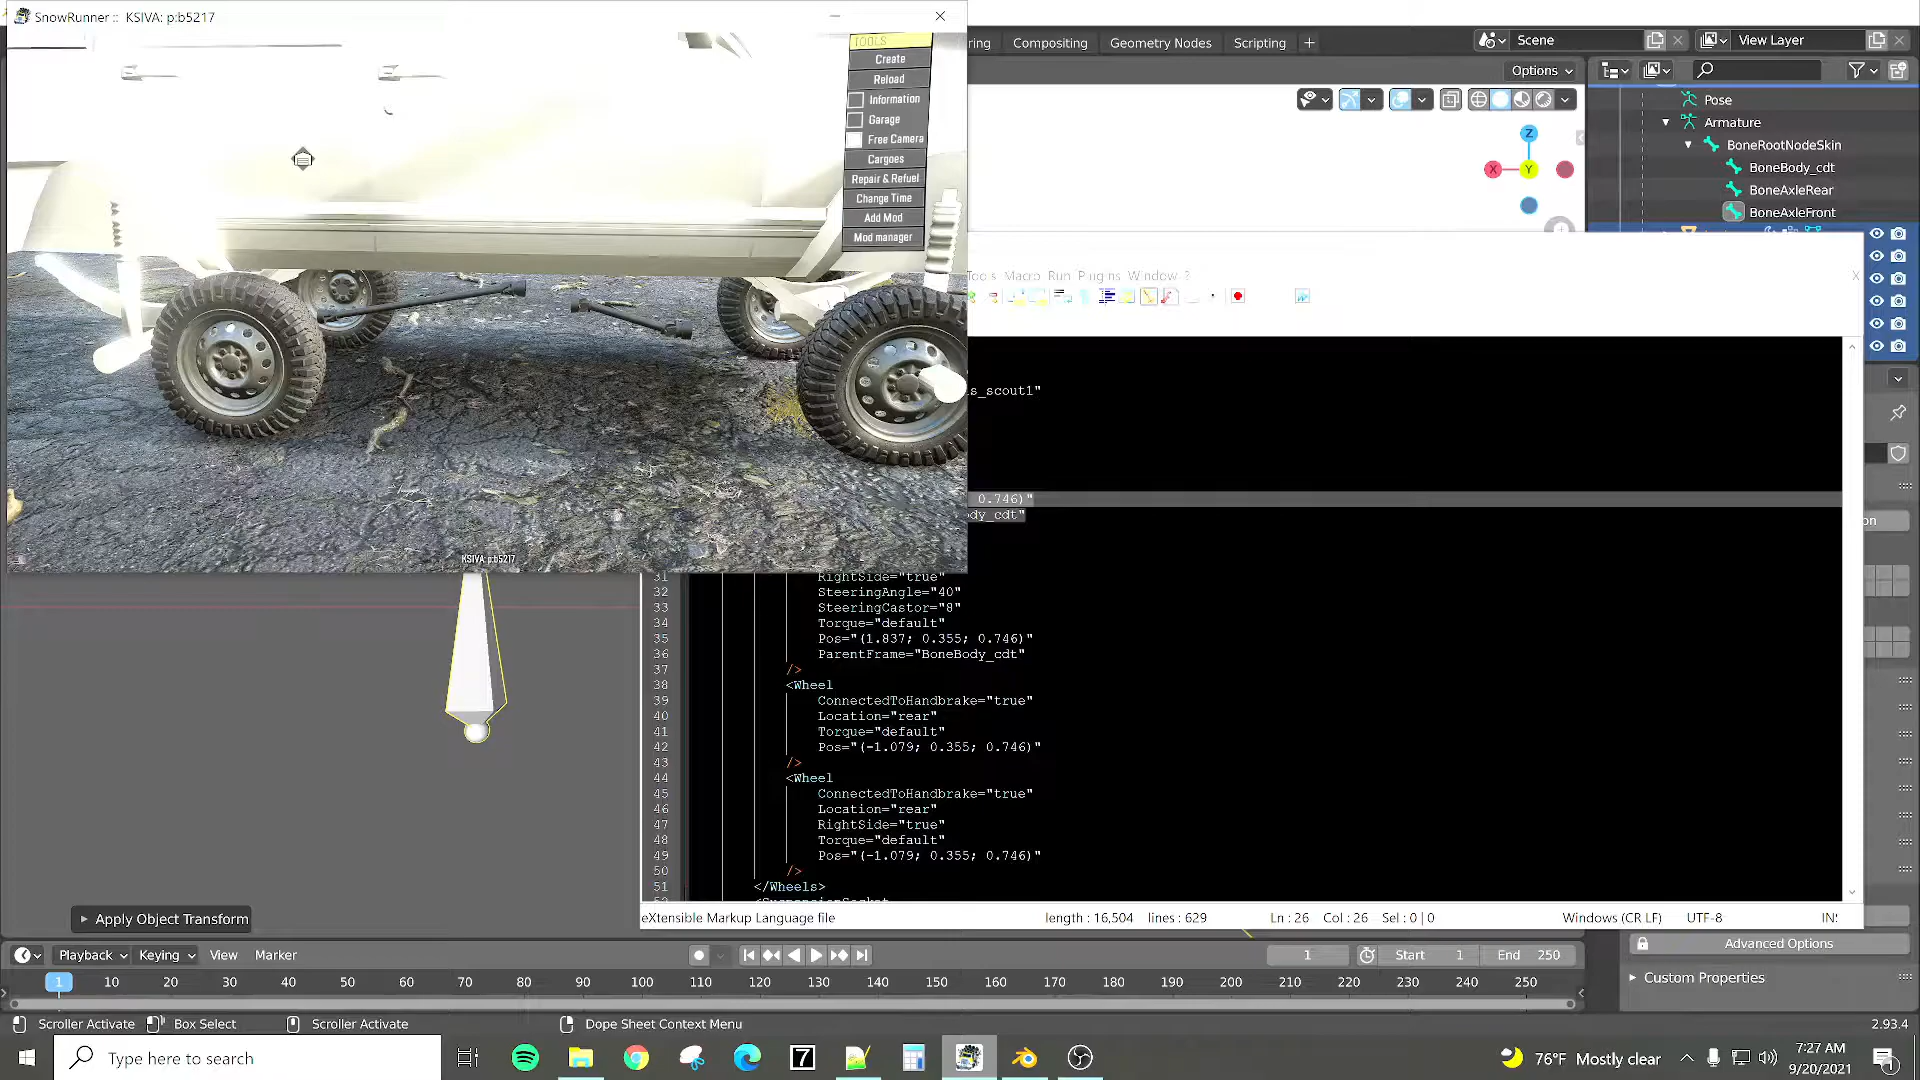 SnowRunner :: KSIVA: p:b5217
TOOLS
Create
Reload
Information
Garage
Free Camera
Cargoes
Repair & Refuel
Change Time
Add Mod
Mod manager
KSIVA: p:b5217
ring
Compositing
Geometry Nodes
Scripting
+
Scene
View Layer
Options
Z
X
Y
Pose
Armature
BoneRootNodeSkin
BoneBody_cdt
BoneAxleRear
BoneAxleFront
Tools Macro Run Plugins Window ?
X
s_scout1"
0.746)"
dy_cdt"
31 RightSide="true"
32 SteeringAngle="40"
33 SteeringCastor="8"
34 Torque="default"
35 Pos="(1.837; 0.355; 0.746)"
36 ParentFrame="BoneBody_cdt"
37 />
38 <Wheel
39 ConnectedToHandbrake="true"
40 Location="rear"
41 Torque="default"
42 Pos="(-1.079; 0.355; 0.746)"
43 />
44 <Wheel
45 ConnectedToHandbrake="true"
46 Location="rear"
47 RightSide="true"
48 Torque="default"
49 Pos="(-1.079; 0.355; 0.746)"
50 />
51 </Wheels>
eXtensible Markup Language file
length : 16,504 lines : 629
Ln : 26 Col : 26 Sel : 0 | 0
Windows (CR LF)
UTF-8
INS
on
Advanced Options
Custom Properties
Apply Object Transform
Playback
Keying
View
Marker
1
Start 1
End 250
1 10 20 30 40 50 60 70 80 90 100 110 120 130 140 150 160 170 180 190 200 210 220 230 240 250
Scroller Activate
Box Select
Scroller Activate
Dope Sheet Context Menu
2.93.4
Type here to search
7
76°F Mostly clear
7:27 AM
9/20/2021
1